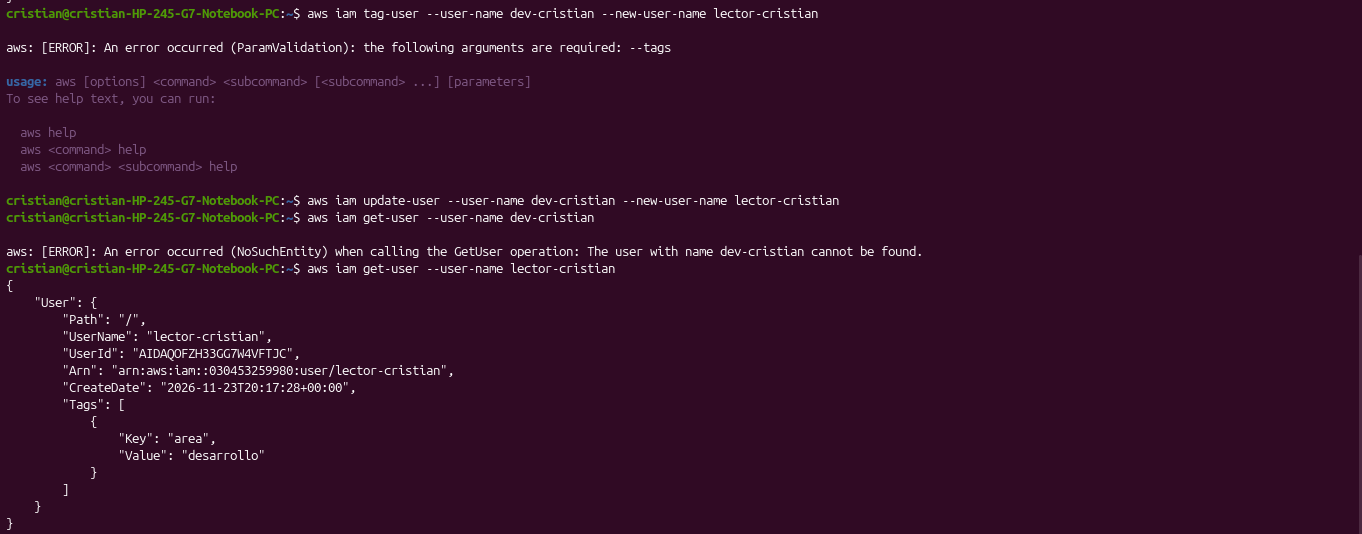 cristian@cristian-HP-245-G7-Notebook-PC:~$ aws iam tag-user --user-name dev-cristian --new-user-name lector-cristian
aws: [ERROR]: An error occurred (ParamValidation): the following arguments are required: --tags
usage: aws [options] <command> <subcommand> [<subcommand> ...] [parameters]
To see help text, you can run:
aws help
aws <command> help
aws <command> <subcommand> help
cristian@cristian-HP-245-G7-Notebook-PC:~$ aws iam update-user --user-name dev-cristian --new-user-name lector-cristian
cristian@cristian-HP-245-G7-Notebook-PC:~$ aws iam get-user --user-name dev-cristian
aws: [ERROR]: An error occurred (NoSuchEntity) when calling the GetUser operation: The user with name dev-cristian cannot be found.
cristian@cristian-HP-245-G7-Notebook-PC:~$ aws iam get-user --user-name lector-cristian
{
    "User": {
        "Path": "/",
        "UserName": "lector-cristian",
        "UserId": "AIDAQOFZH33GG7W4VFTJC",
        "Arn": "arn:aws:iam::030453259980:user/lector-cristian",
        "CreateDate": "2026-11-23T20:17:28+00:00",
        "Tags": [
            {
                "Key": "area",
                "Value": "desarrollo"
            }
        ]
    }
}